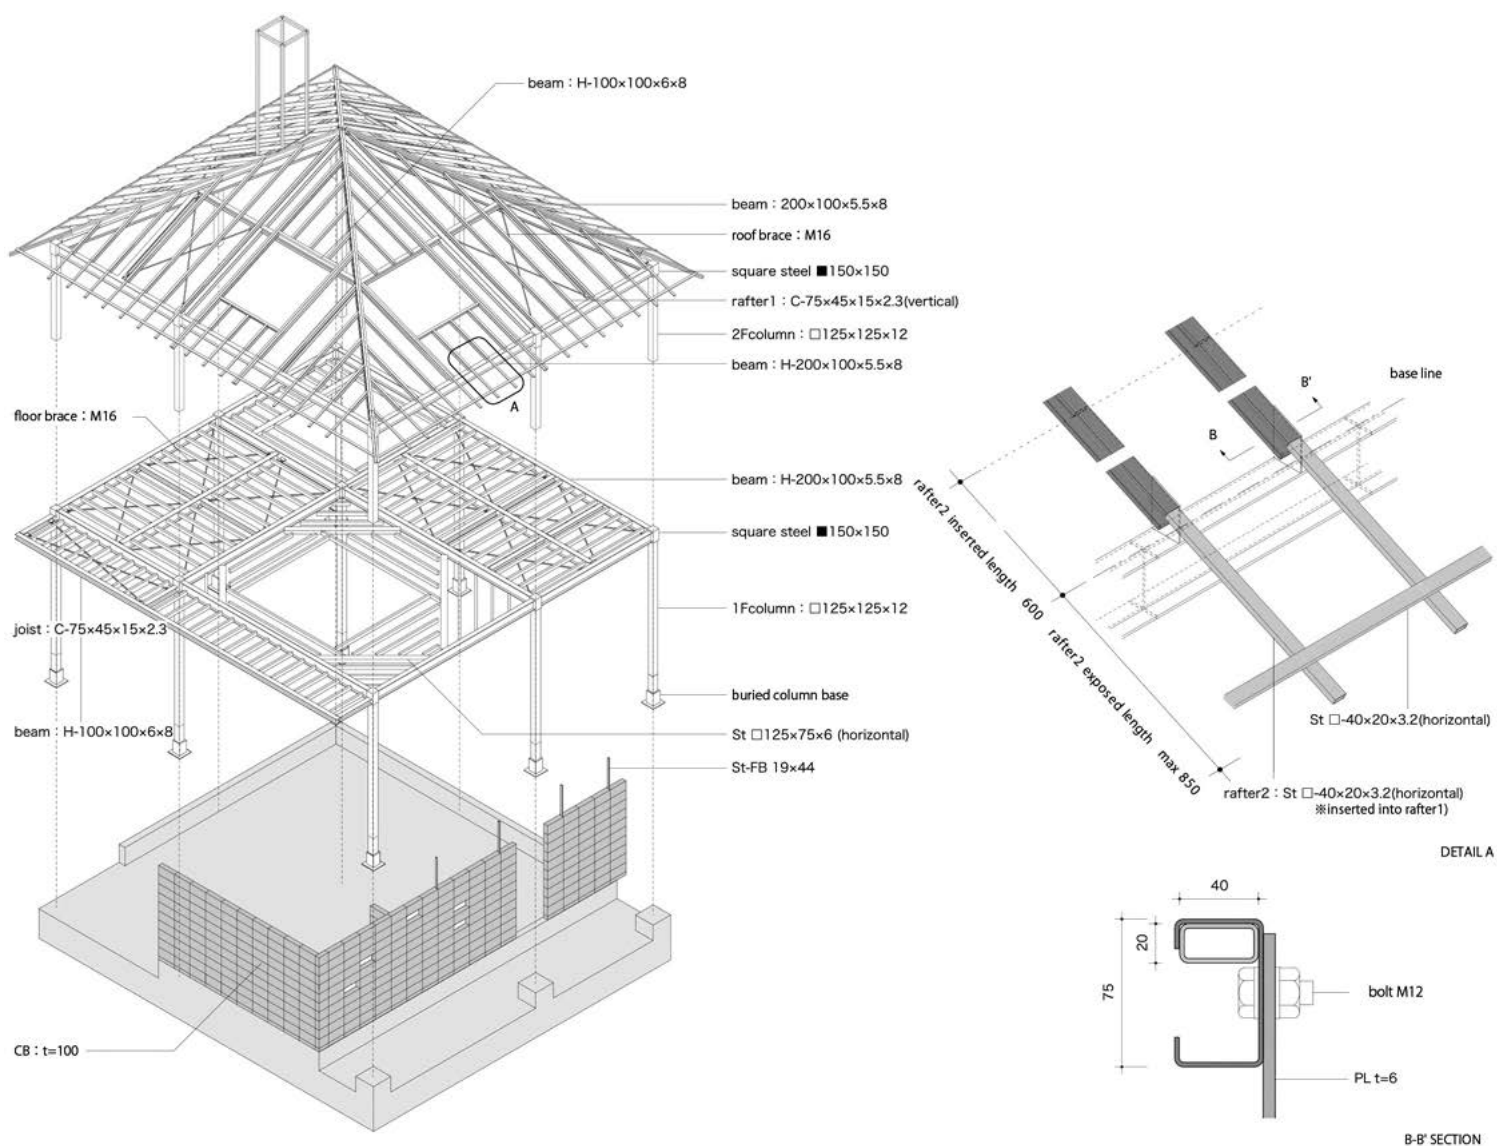 beam : H-100×100×6×8
beam : 200×100×5.5×8
roof brace : M16
square steel ■150×150
rafter1 : C-75×45×15×2.3(vertical)
2Fcolumn : □125×125×12
beam : H-200×100×5.5×8
A
floor brace : M16
beam : H-200×100×5.5×8
square steel ■150×150
1Fcolumn : □125×125×12
joist : C-75×45×15×2.3
buried column base
beam : H-100×100×6×8
St □125×75×6 (horizontal)
St-FB 19×44
CB : t=100
base line
B'
B
rafter2 inserted length 600
rafter2 exposed length max 850
St □-40×20×3.2(horizontal)
rafter2 : St □-40×20×3.2(horizontal)
※inserted into rafter1)
DETAIL A
40
20
75
bolt M12
PL t=6
B-B' SECTION